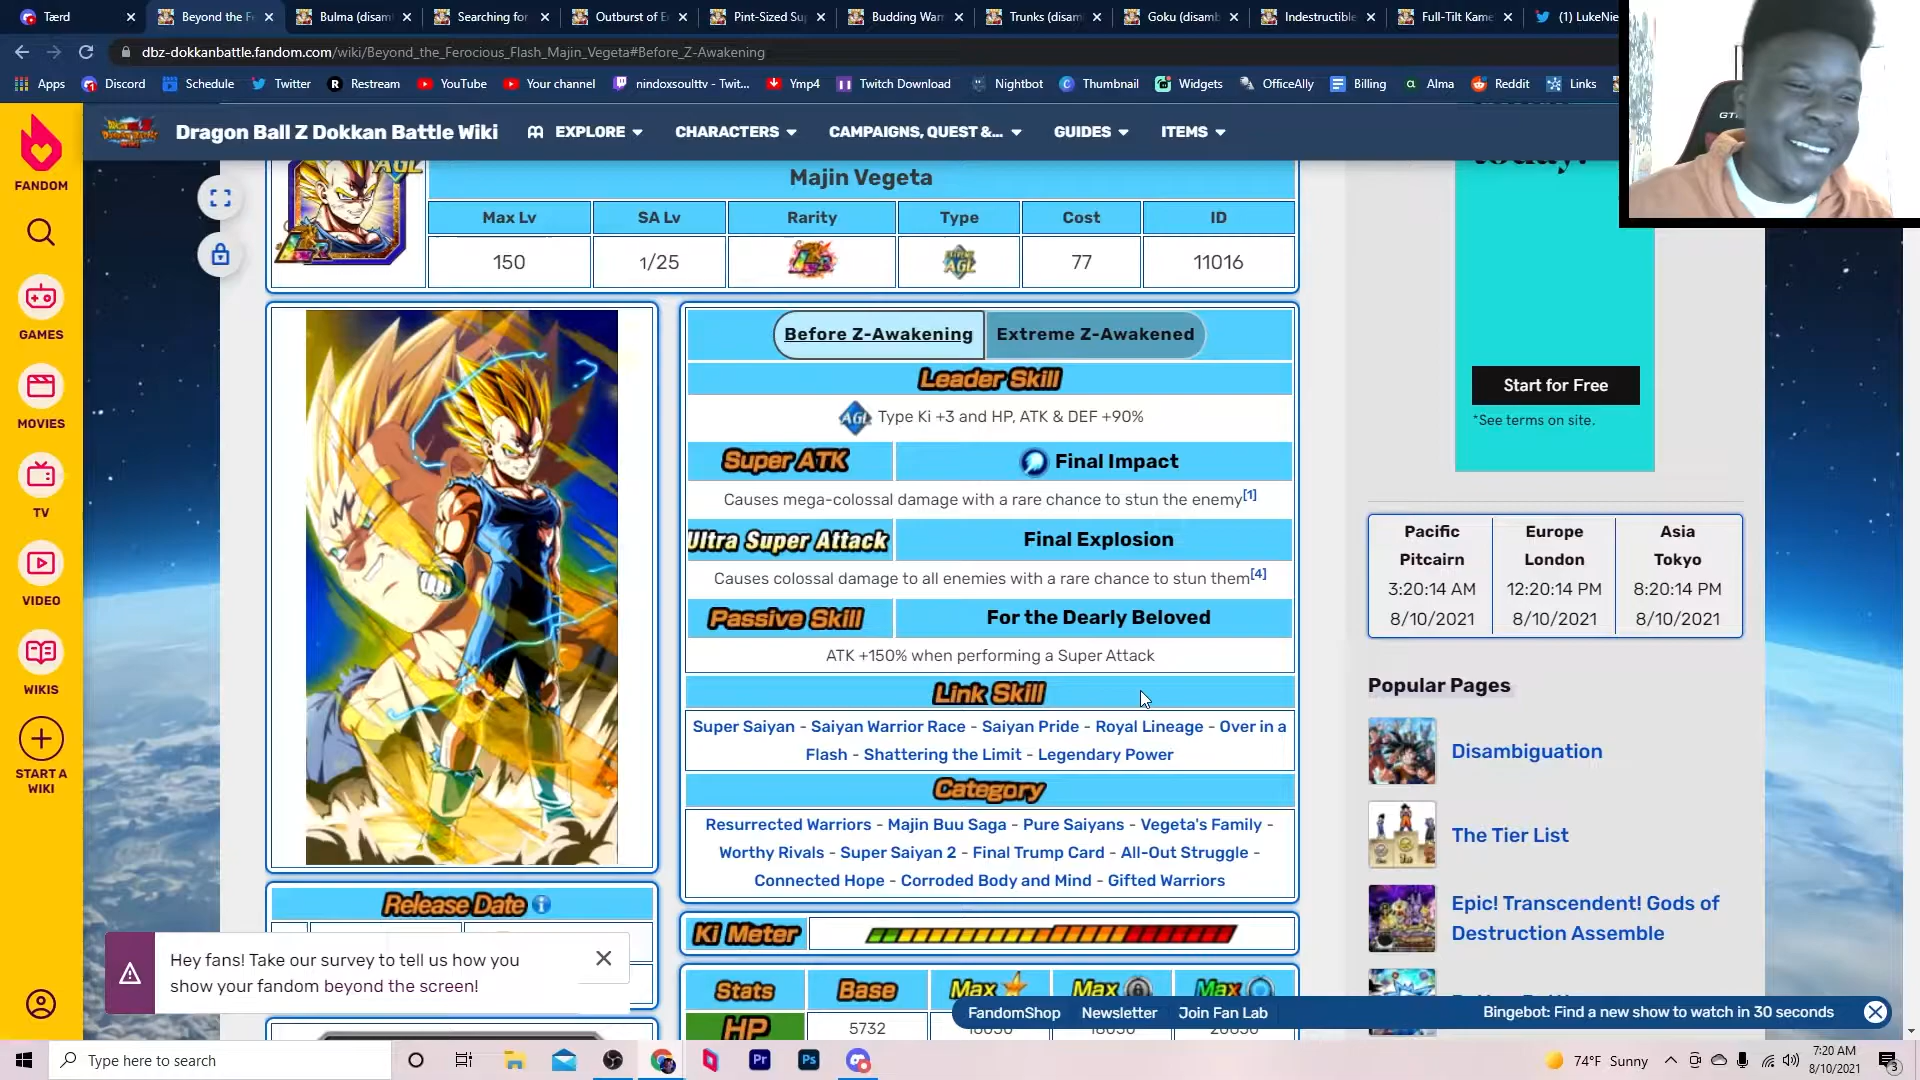 Tærd
Beyond the Fe
Bulma (disam
Searching for
Outburst of E
Pint-Sized Su
Budding War
Trunks (disam
Goku (disamb
Indestructible
Full-Tilt Kame
(1) LukeNie
dbz-dokkanbattle.fandom.com/wiki/Beyond_the_Ferocious_Flash_Majin_Vegeta#Before_Z-Awakening
Apps
Discord
Schedule
Twitter
Restream
YouTube
Your channel
nindoxsoulttv - Twit...
Ymp4
Twitch Download
Nightbot
Thumbnail
Widgets
OfficeAlly
Billing
Alma
Reddit
Links
Dragon Ball Z Dokkan Battle Wiki
EXPLORE
CHARACTERS
CAMPAIGNS, QUEST &...
GUIDES
ITEMS
FANDOM
GAMES
MOVIES
TV
VIDEO
WIKIS
START A
WIKI
AGL
Majin Vegeta
Max Lv SA Lv Rarity Type Cost ID
150 1/25 77 11016
Before Z-Awakening Extreme Z-Awakened
Leader Skill
AGL Type Ki +3 and HP, ATK & DEF +90%
Super ATK Final Impact
Causes mega-colossal damage with a rare chance to stun the enemy[1]
Ultra Super Attack Final Explosion
Causes colossal damage to all enemies with a rare chance to stun them[4]
Passive Skill For the Dearly Beloved
ATK +150% when performing a Super Attack
Link Skill
Super Saiyan - Saiyan Warrior Race - Saiyan Pride - Royal Lineage - Over in a
Flash - Shattering the Limit - Legendary Power
Category
Resurrected Warriors - Majin Buu Saga - Pure Saiyans - Vegeta's Family -
Worthy Rivals - Super Saiyan 2 - Final Trump Card - All-Out Struggle -
Connected Hope - Corroded Body and Mind - Gifted Warriors
Ki Meter
Stats Base Max Max Max
HP 5732
Release Date
Hey fans! Take our survey to tell us how you
show your fandom beyond the screen!
today!
Start for Free
*See terms on site.
Pacific Europe Asia
Pitcairn London Tokyo
3:20:14 AM 12:20:14 PM 8:20:14 PM
8/10/2021 8/10/2021 8/10/2021
Popular Pages
Disambiguation
The Tier List
Epic! Transcendent! Gods of
Destruction Assemble
FandomShop Newsletter Join Fan Lab
Bingebot: Find a new show to watch in 30 seconds
Type here to search
Pr
Ps
74°F Sunny
7:20 AM
8/10/2021
3